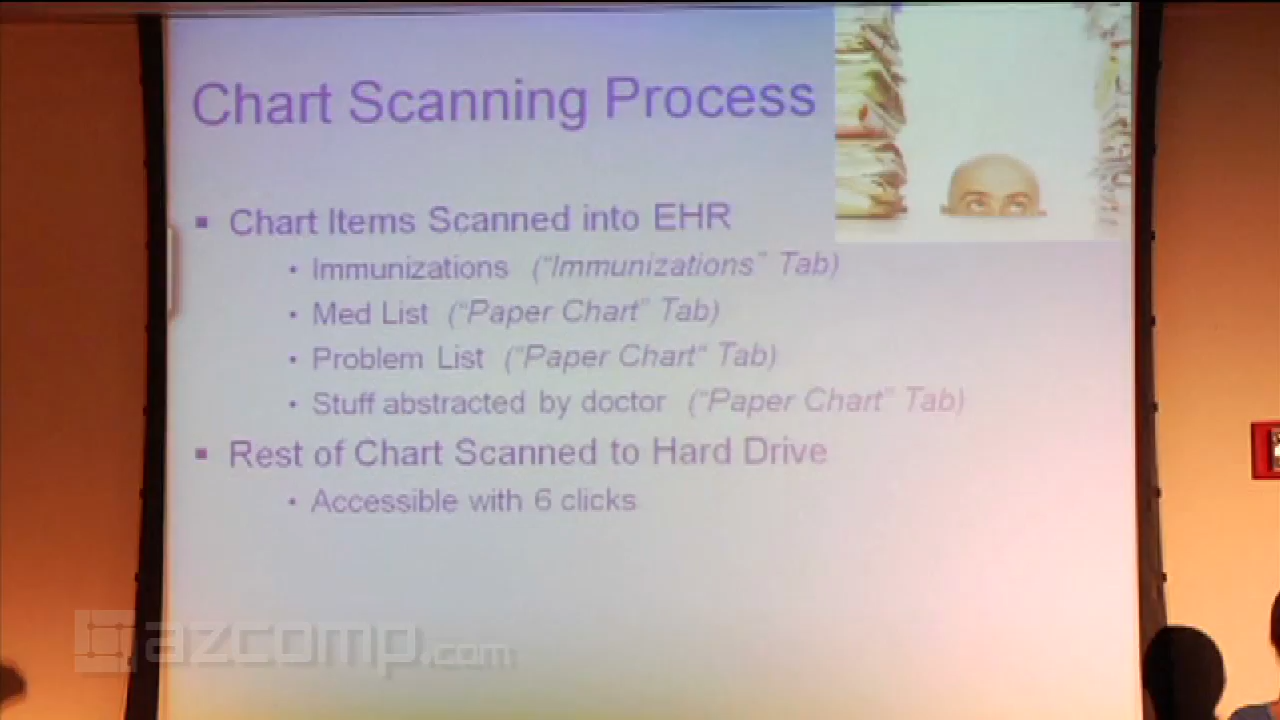 Chart Scanning Process
▪ Chart Items Scanned into EHR
• Immunizations ("Immunizations" Tab)
• Med List ("Paper Chart" Tab)
• Problem List ("Paper Chart" Tab)
• Stuff abstracted by doctor ("Paper Chart" Tab)
▪ Rest of Chart Scanned to Hard Drive
• Accessible with 6 clicks
azcomp.com